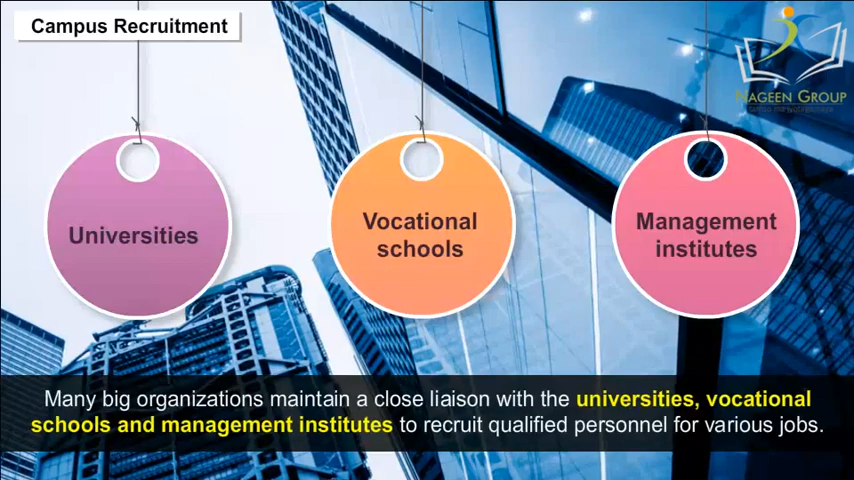 Campus Recruitment
NAGEEN GROUP
Universities
Vocational
schools
Management
institutes
Many big organizations maintain a close liaison with the universities, vocational
schools and management institutes to recruit qualified personnel for various jobs.